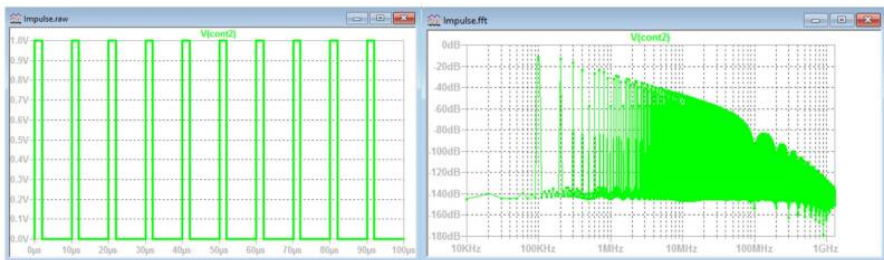 Impulse.raw
V(cont2)
1.0V
0.9V
0.8V
0.7V
0.6V
0.5V
0.4V
0.3V
0.2V
0.1V
0.0V
0µs 10µs 20µs 30µs 40µs 50µs 60µs 70µs 80µs 90µs 100µs
Impulse.fft
V(cont2)
0dB
-20dB
-40dB
-60dB
-80dB
-100dB
-120dB
-140dB
-160dB
-180dB
10KHz 100KHz 1MHz 10MHz 100MHz 1GHz